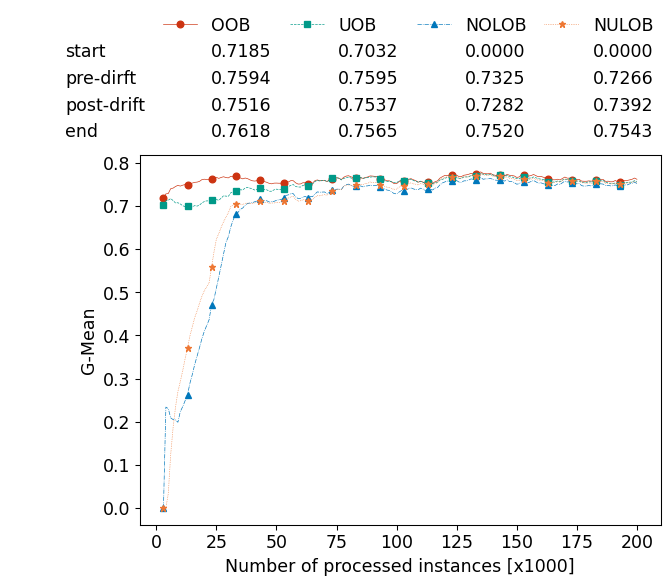 OOB UOB NOLOB NULOB
start 0.7185 0.7032 0.0000 0.0000
pre-dirft 0.7594 0.7595 0.7325 0.7266
post-drift 0.7516 0.7537 0.7282 0.7392
end 0.7618 0.7565 0.7520 0.7543
0.8
0.7
0.6
0.5
0.4
0.3
0.2
0.1
0.0
G-Mean
0 25 50 75 100 125 150 175 200
Number of processed instances [x1000]